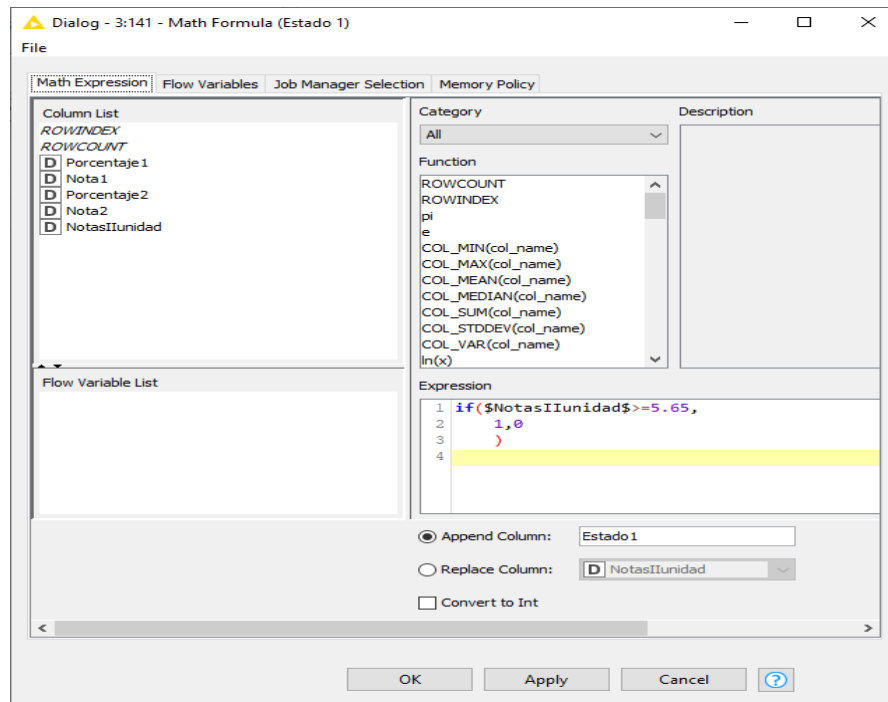 Dialog - 3:141 - Math Formula (Estado 1)
File
Math Expression Flow Variables Job Manager Selection Memory Policy
Column List
ROWINDEX
ROWCOUNT
D Porcentaje1
D Nota1
D Porcentaje2
D Nota2
D NotasIIunidad
Flow Variable List
Category
All
Function
ROWCOUNT
ROWINDEX
pi
e
COL_MIN(col_name)
COL_MAX(col_name)
COL_MEAN(col_name)
COL_MEDIAN(col_name)
COL_SUM(col_name)
COL_STDDEV(col_name)
COL_VAR(col_name)
ln(x)
Description
Expression
1 if($NotasIIunidad$>=5.65,
2 1,0
3 )
4
Append Column: Estado1
Replace Column: D NotasIIunidad
Convert to Int
OK Apply Cancel ?